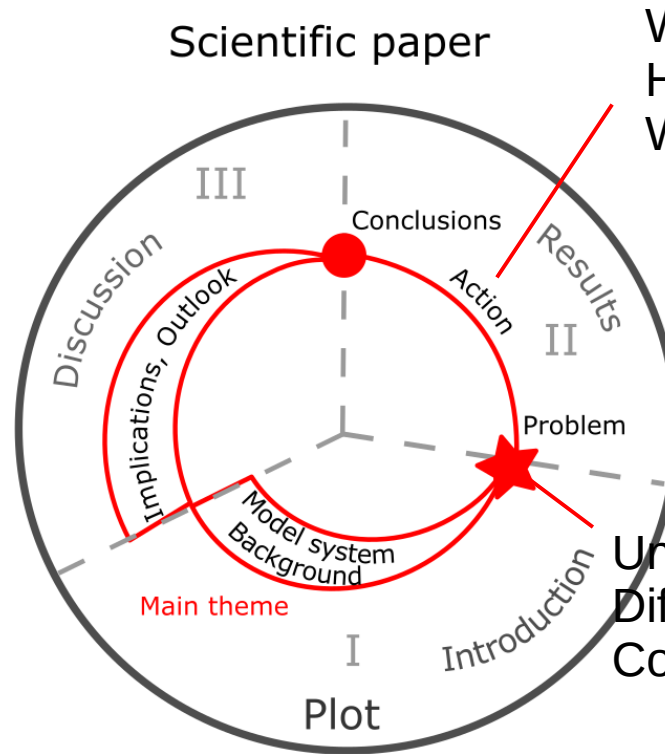 Scientific paper
III
Conclusions
Discussion
Implications, Outlook
Action
Results
II
Problem
Model system
Background
Main theme
I
Introduction
Plot